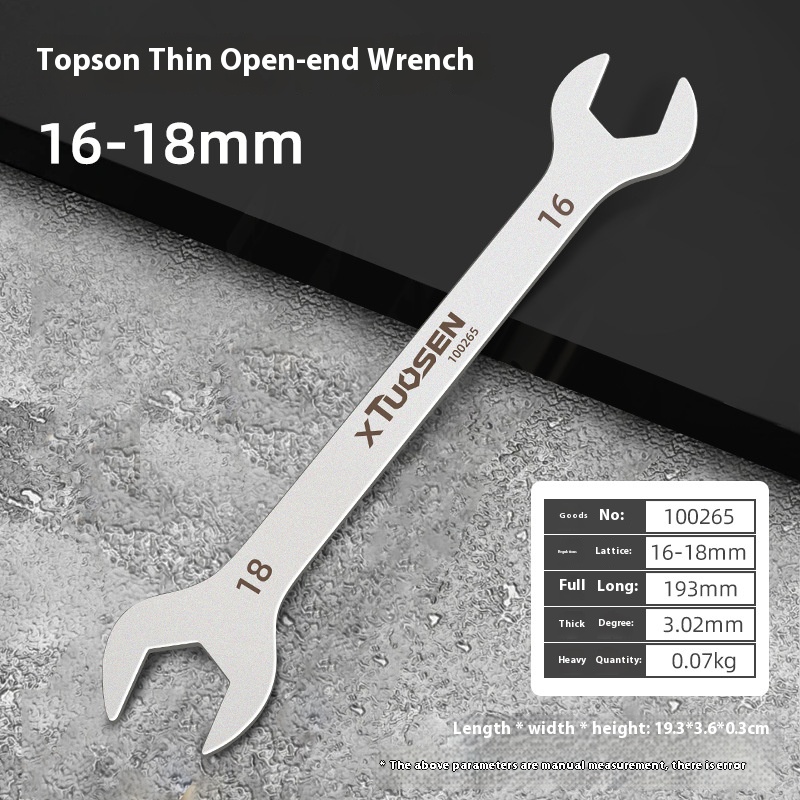 Topson Thin Open-end Wrench
16-18mm
16
XTUOSEN
100265
18
Goods No: 100265
Lattice: 16-18mm
Full Long: 193mm
Thick Degree: 3.02mm
Heavy Quantity: 0.07kg
Length * width * height: 19.3*3.6*0.3cm
* The above parameters are manual measurement, there is error